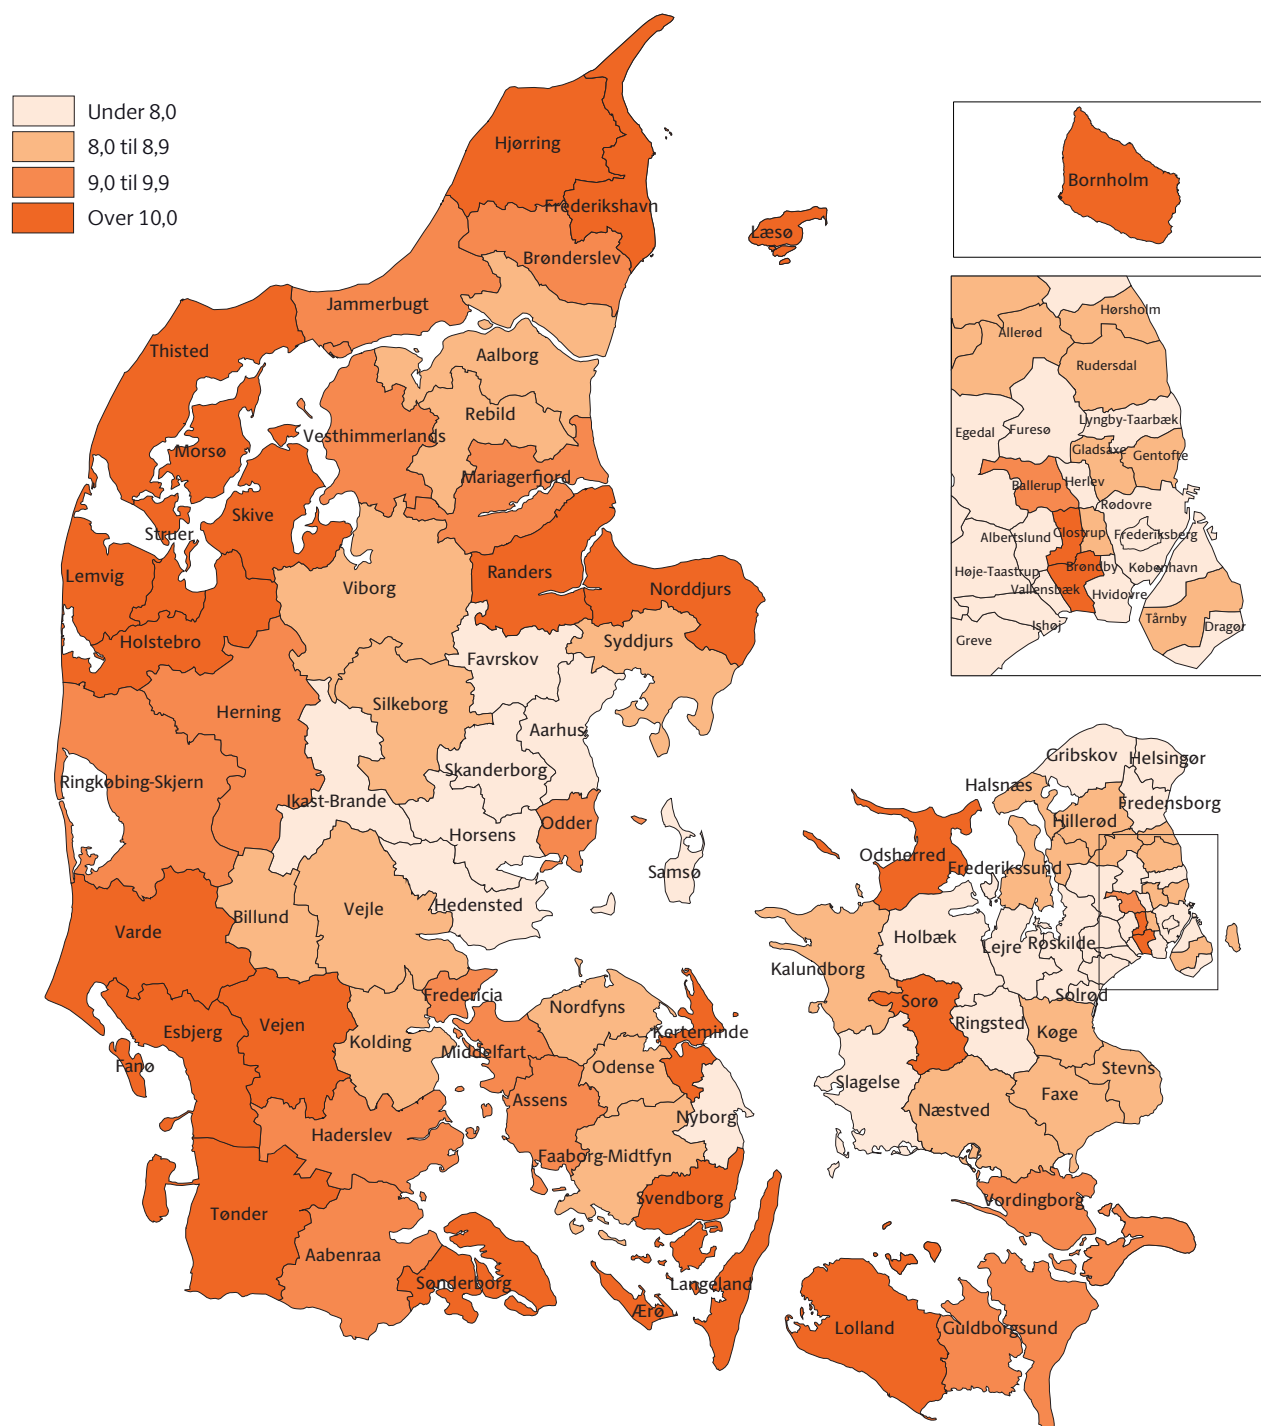 Under 8,0
8,0 til 8,9
9,0 til 9,9
Over 10,0
Hjørring
Frederikshavn
Læsø
Brønderslev
Jammerbugt
Thisted
Aalborg
Rebild
Vesthimmerlands
Morsø
Mariagerfjord
Skive
Struer
Lemvig
Viborg
Randers
Norddjurs
Holstebro
Syddjurs
Favrskov
Herning
Silkeborg
Aarhus
Skanderborg
Ringkøbing-Skjern
Ikast-Brande
Odder
Horsens
Samsø
Hedensted
Billund
Vejle
Varde
Fredericia
Esbjerg
Vejen
Kolding
Fanø
Nordfyns
Kerteminde
Middelfart
Odense
Assens
Nyborg
Haderslev
Faaborg-Midtfyn
Svendborg
Tønder
Aabenraa
Sønderborg
Langeland
Ærø
Bornholm
Hørsholm
Allerød
Rudersdal
Lyngby-Taarbæk
Egedal
Furesø
Gladsaxe
Gentofte
Ballerup
Herlev
Rødovre
Albertslund
Glostrup
Frederiksberg
Høje-Taastrup
Brøndby
København
Vallensbæk
Hvidovre
Ishøj
Tårnby
Dragør
Greve
Gribskov
Helsingør
Halsnæs
Fredensborg
Hillerød
Odsherred
Frederikssund
Holbæk
Lejre
Roskilde
Kalundborg
Sorø
Solrød
Ringsted
Køge
Slagelse
Stevns
Næstved
Faxe
Vordingborg
Lolland
Guldborgsund